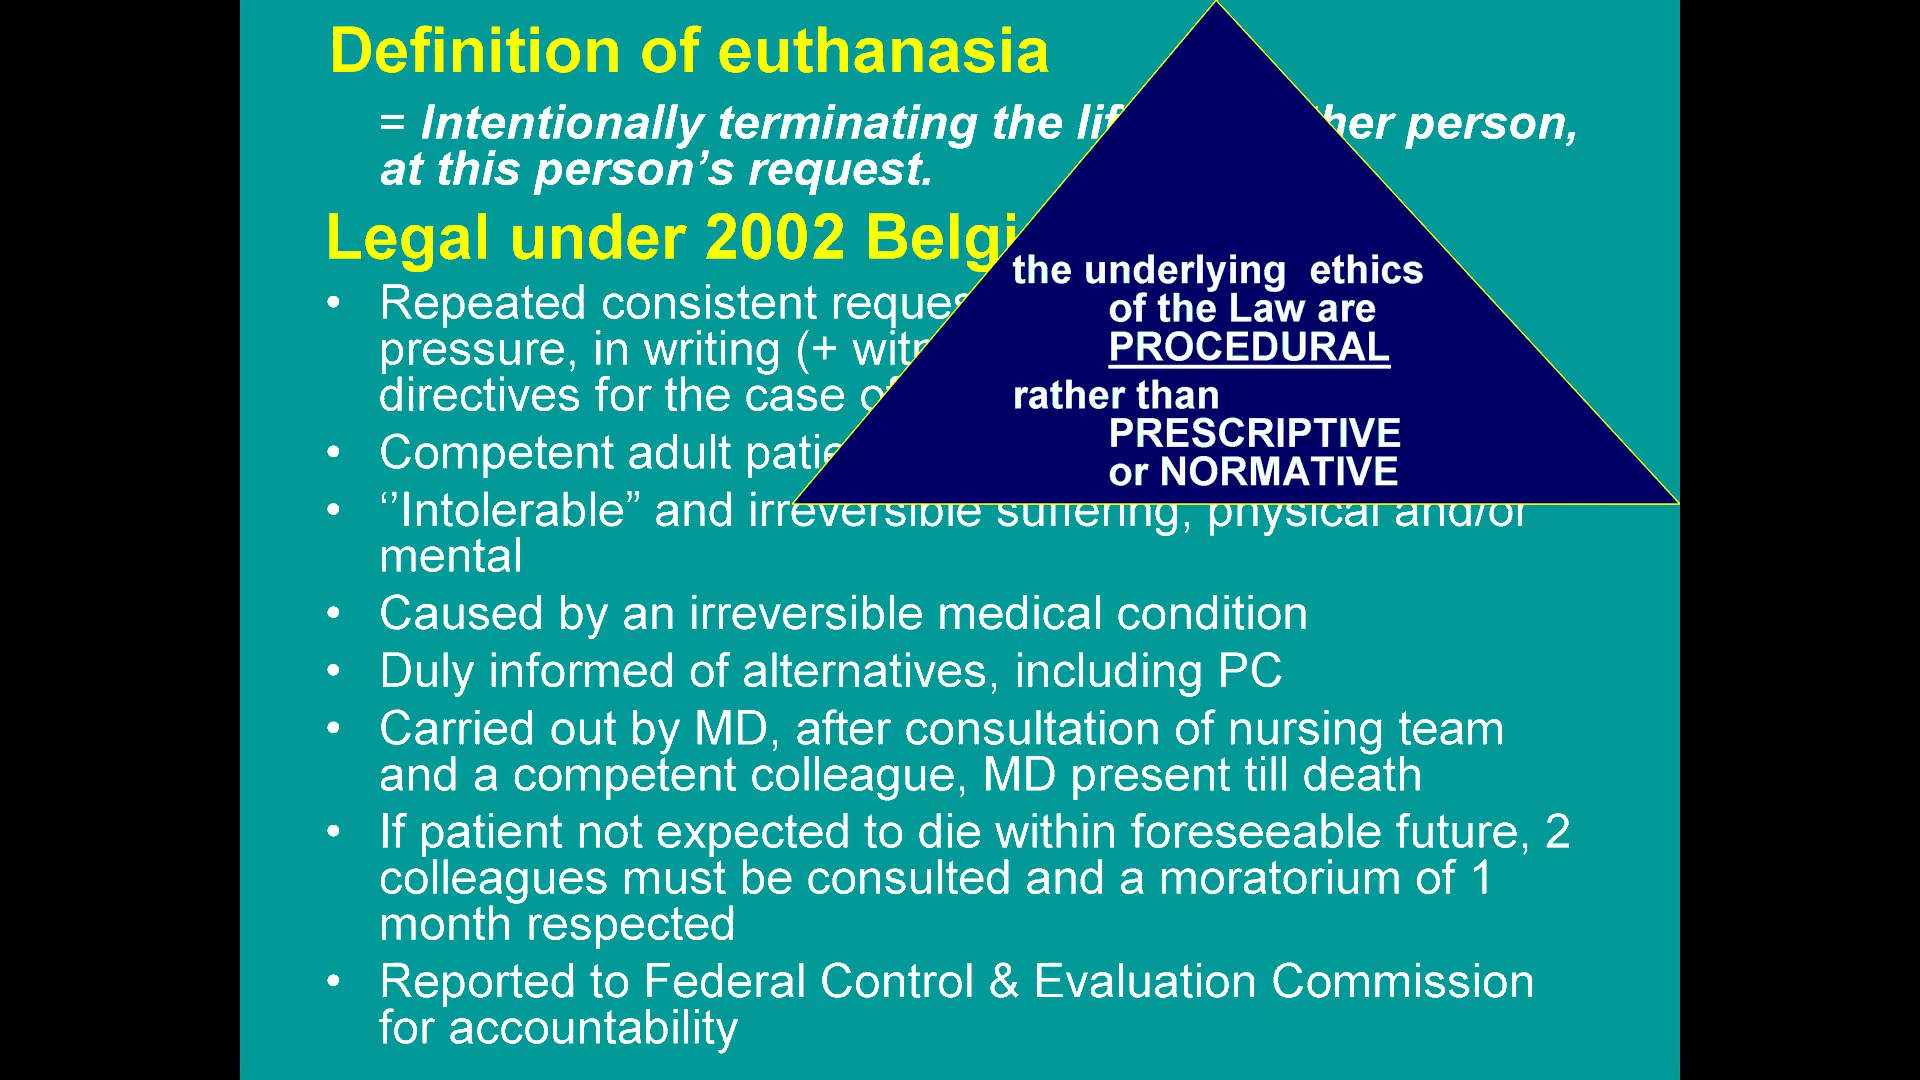 Definition of euthanasia
= Intentionally terminating the lif her person,
at this person’s request.
Legal under 2002 Belgi
• Repeated consistent reques
pressure, in writing (+ witn
directives for the case of
• Competent adult patie
• ‘’Intolerable” and irreversible suffering, physical and/or
mental
• Caused by an irreversible medical condition
• Duly informed of alternatives, including PC
• Carried out by MD, after consultation of nursing team
and a competent colleague, MD present till death
• If patient not expected to die within foreseeable future, 2
colleagues must be consulted and a moratorium of 1
month respected
• Reported to Federal Control & Evaluation Commission
for accountability
the underlying ethics
of the Law are
PROCEDURAL
rather than
PRESCRIPTIVE
or NORMATIVE